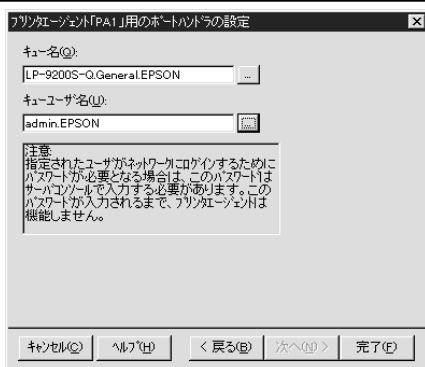 ﾌﾟﾘﾝﾀｴｰｼﾞｪﾝﾄ「PA1」用のﾎﾟｰﾄﾊﾝﾄﾞﾗの設定
ｷｭｰ名(Q):
LP-9200S-Q.General.EPSON
...
ｷｭｰﾕｰｻﾞ名(U):
admin.EPSON
...
注意:
指定されたﾕｰｻﾞがﾈｯﾄﾜｰｸにﾛｸﾞｲﾝするために
ﾊﾟｽﾜｰﾄﾞが必要となる場合は、このﾊﾟｽﾜｰﾄﾞは
ｻｰﾊﾞｺﾝｿｰﾙで入力する必要があります。この
ﾊﾟｽﾜｰﾄﾞが入力されるまで、ﾌﾟﾘﾝﾀｴｰｼﾞｪﾝﾄは
機能しません。
ｷｬﾝｾﾙ(C) ﾍﾙﾌﾟ(H) < 戻る(B) 次へ(N) > 完了(F)